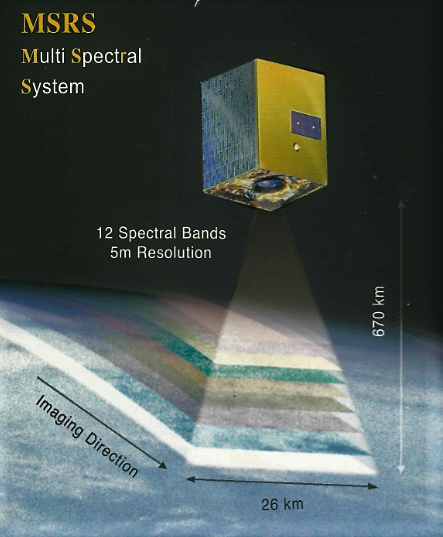 MSRS
Multi Spectral
System
12 Spectral Bands
5m Resolution
670 km
Imaging Direction
26 km